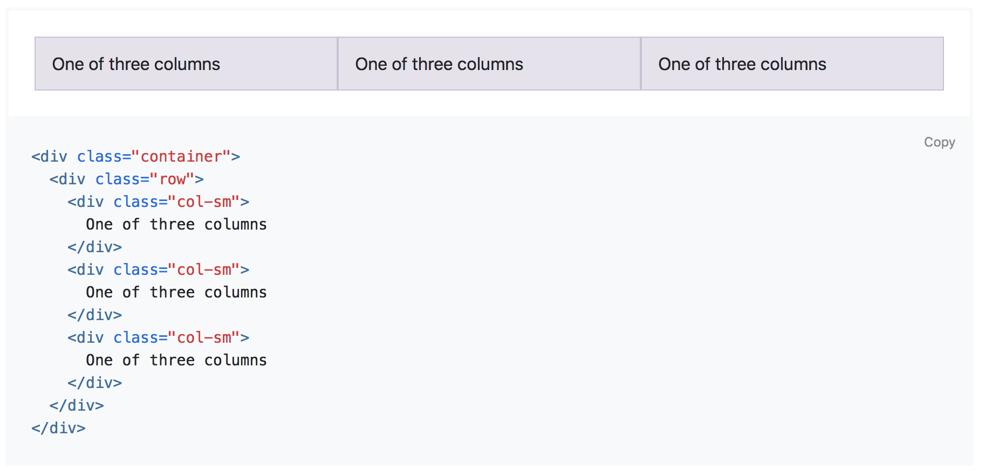 One of three columns One of three columns One of three columns
Copy
<div class="container">
  <div class="row">
    <div class="col-sm">
      One of three columns
    </div>
    <div class="col-sm">
      One of three columns
    </div>
    <div class="col-sm">
      One of three columns
    </div>
  </div>
</div>